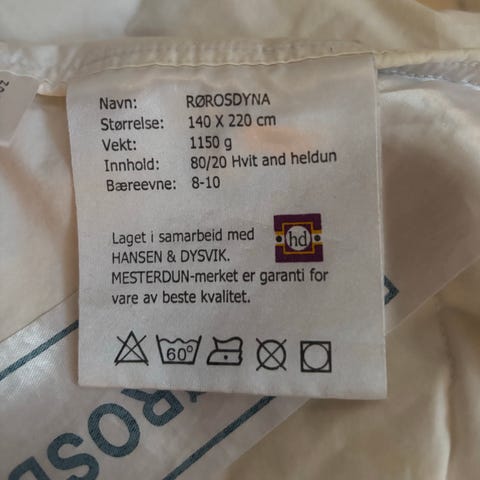 Navn: RØROSDYNA
Størrelse: 140 X 220 cm
Vekt: 1150 g
Innhold: 80/20 Hvit and heldun
Bæreevne: 8-10
Laget i samarbeid med
HANSEN & DYSVIK.
hd
MESTERDUN-merket er garanti for
vare av beste kvalitet.
60°